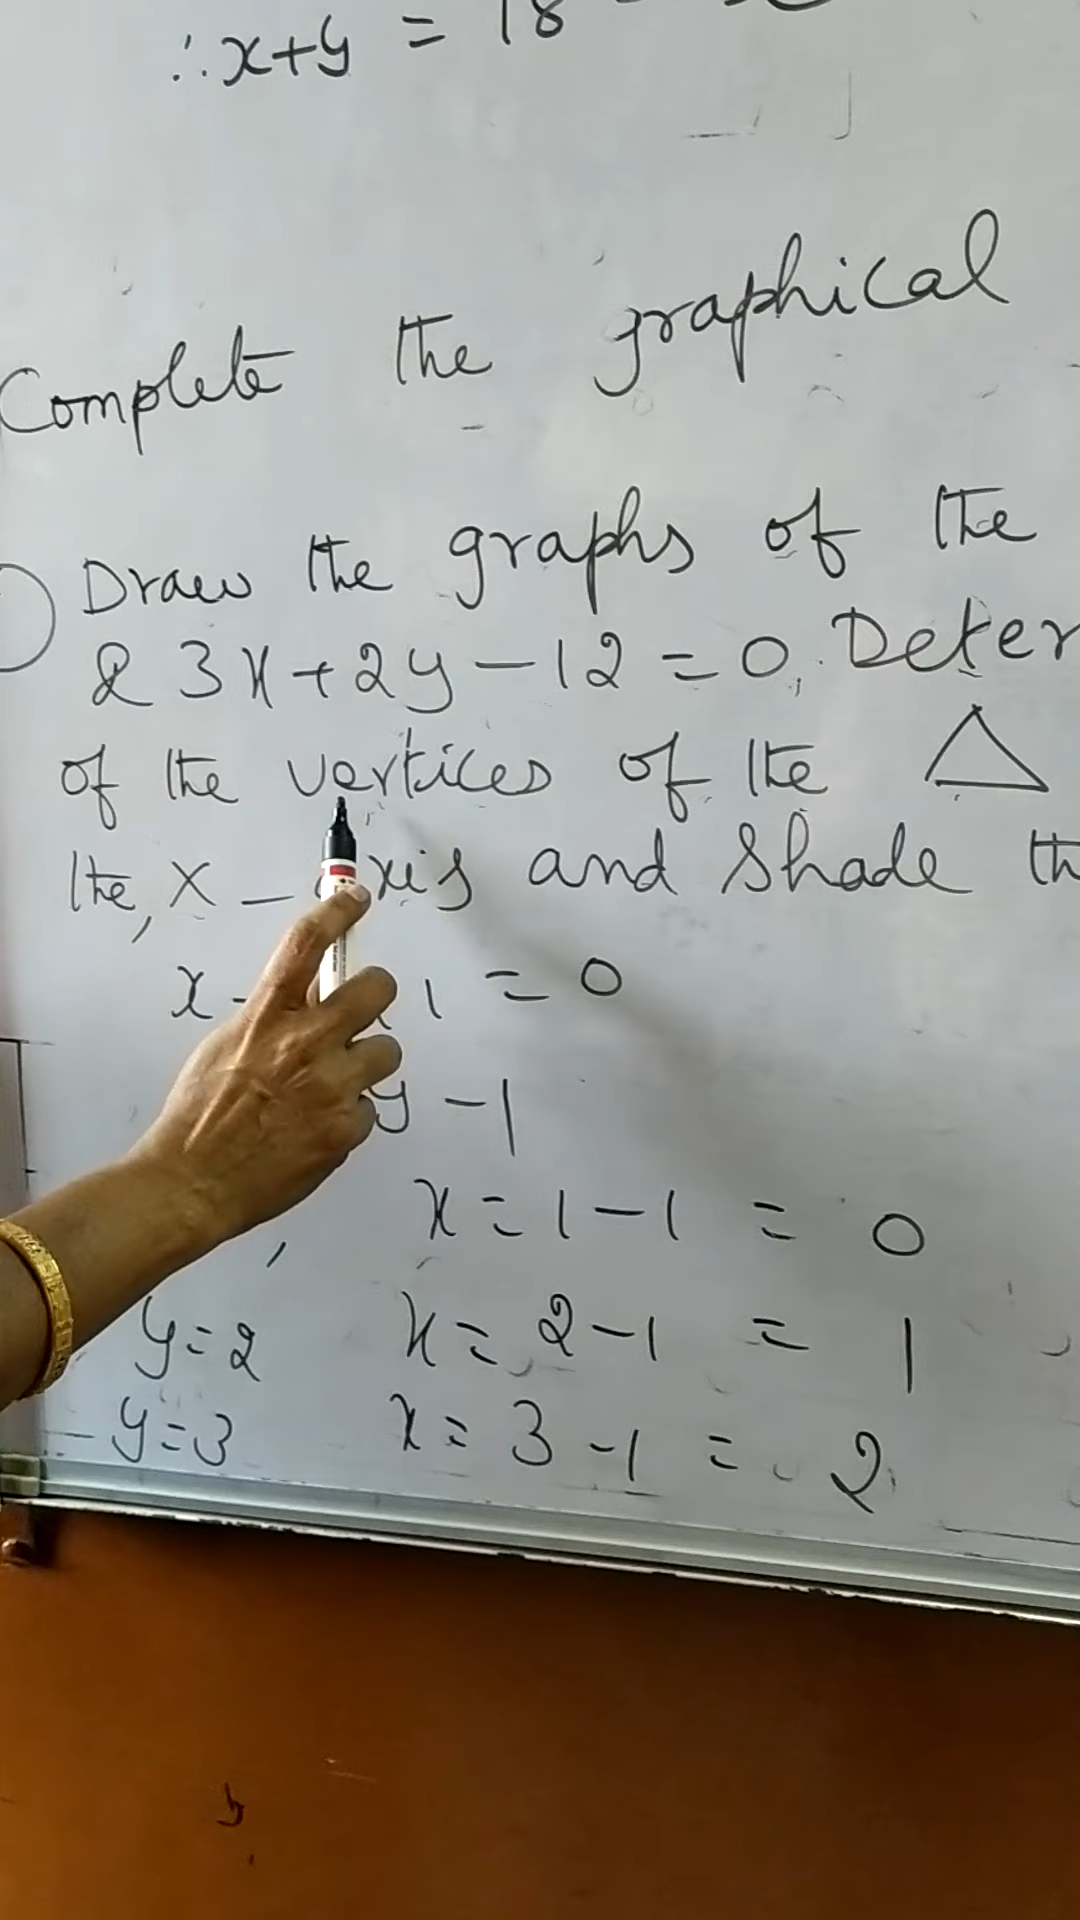 ∴ x+y = 18
Complete the graphical
Draw the graphs of the
& 3x+2y-12=0. Deter
of the vertices of the △
the x-axis and shade th
x- 1 = 0
y -1
x = 1-1 = 0
y=2 x = 2-1 = 1
y=3 x = 3-1 = 2